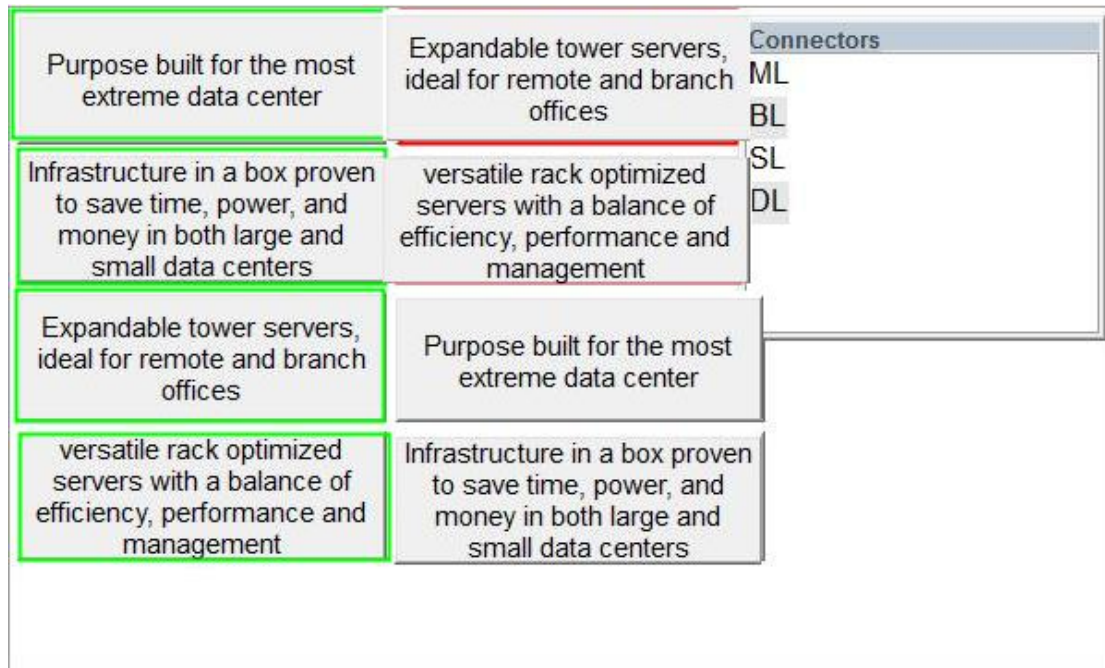 Purpose built for the most
extreme data center
Expandable tower servers,
ideal for remote and branch
offices
Connectors
ML
BL
SL
DL
Infrastructure in a box proven
to save time, power, and
money in both large and
small data centers
versatile rack optimized
servers with a balance of
efficiency, performance and
management
Expandable tower servers,
ideal for remote and branch
offices
Purpose built for the most
extreme data center
versatile rack optimized
servers with a balance of
efficiency, performance and
management
Infrastructure in a box proven
to save time, power, and
money in both large and
small data centers